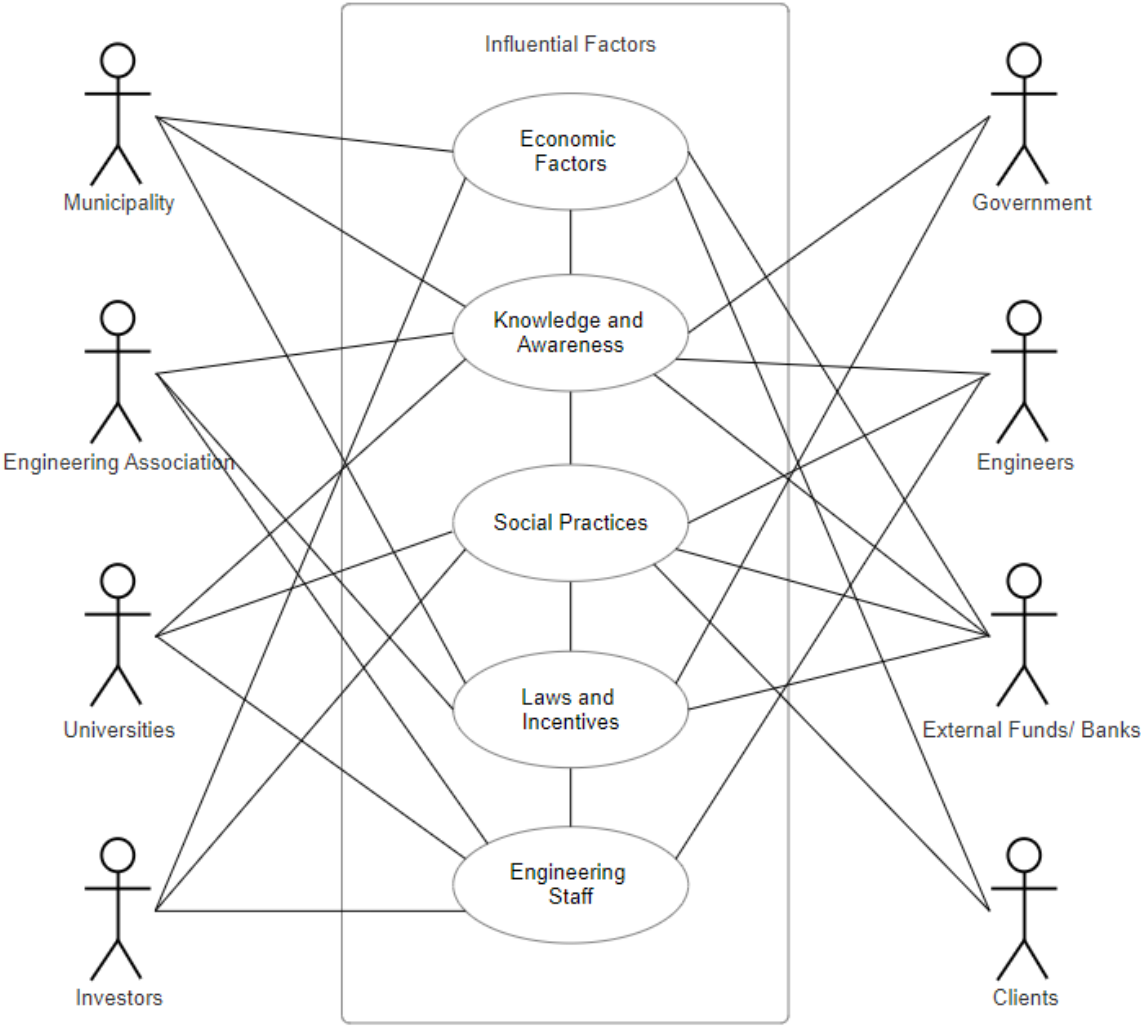 Influential Factors
Economic
Factors
Municipality
Government
Knowledge and
Awareness
Engineering Association
Engineers
Social Practices
Laws and
Incentives
Universities
External Funds/ Banks
Engineering
Staff
Investors
Clients